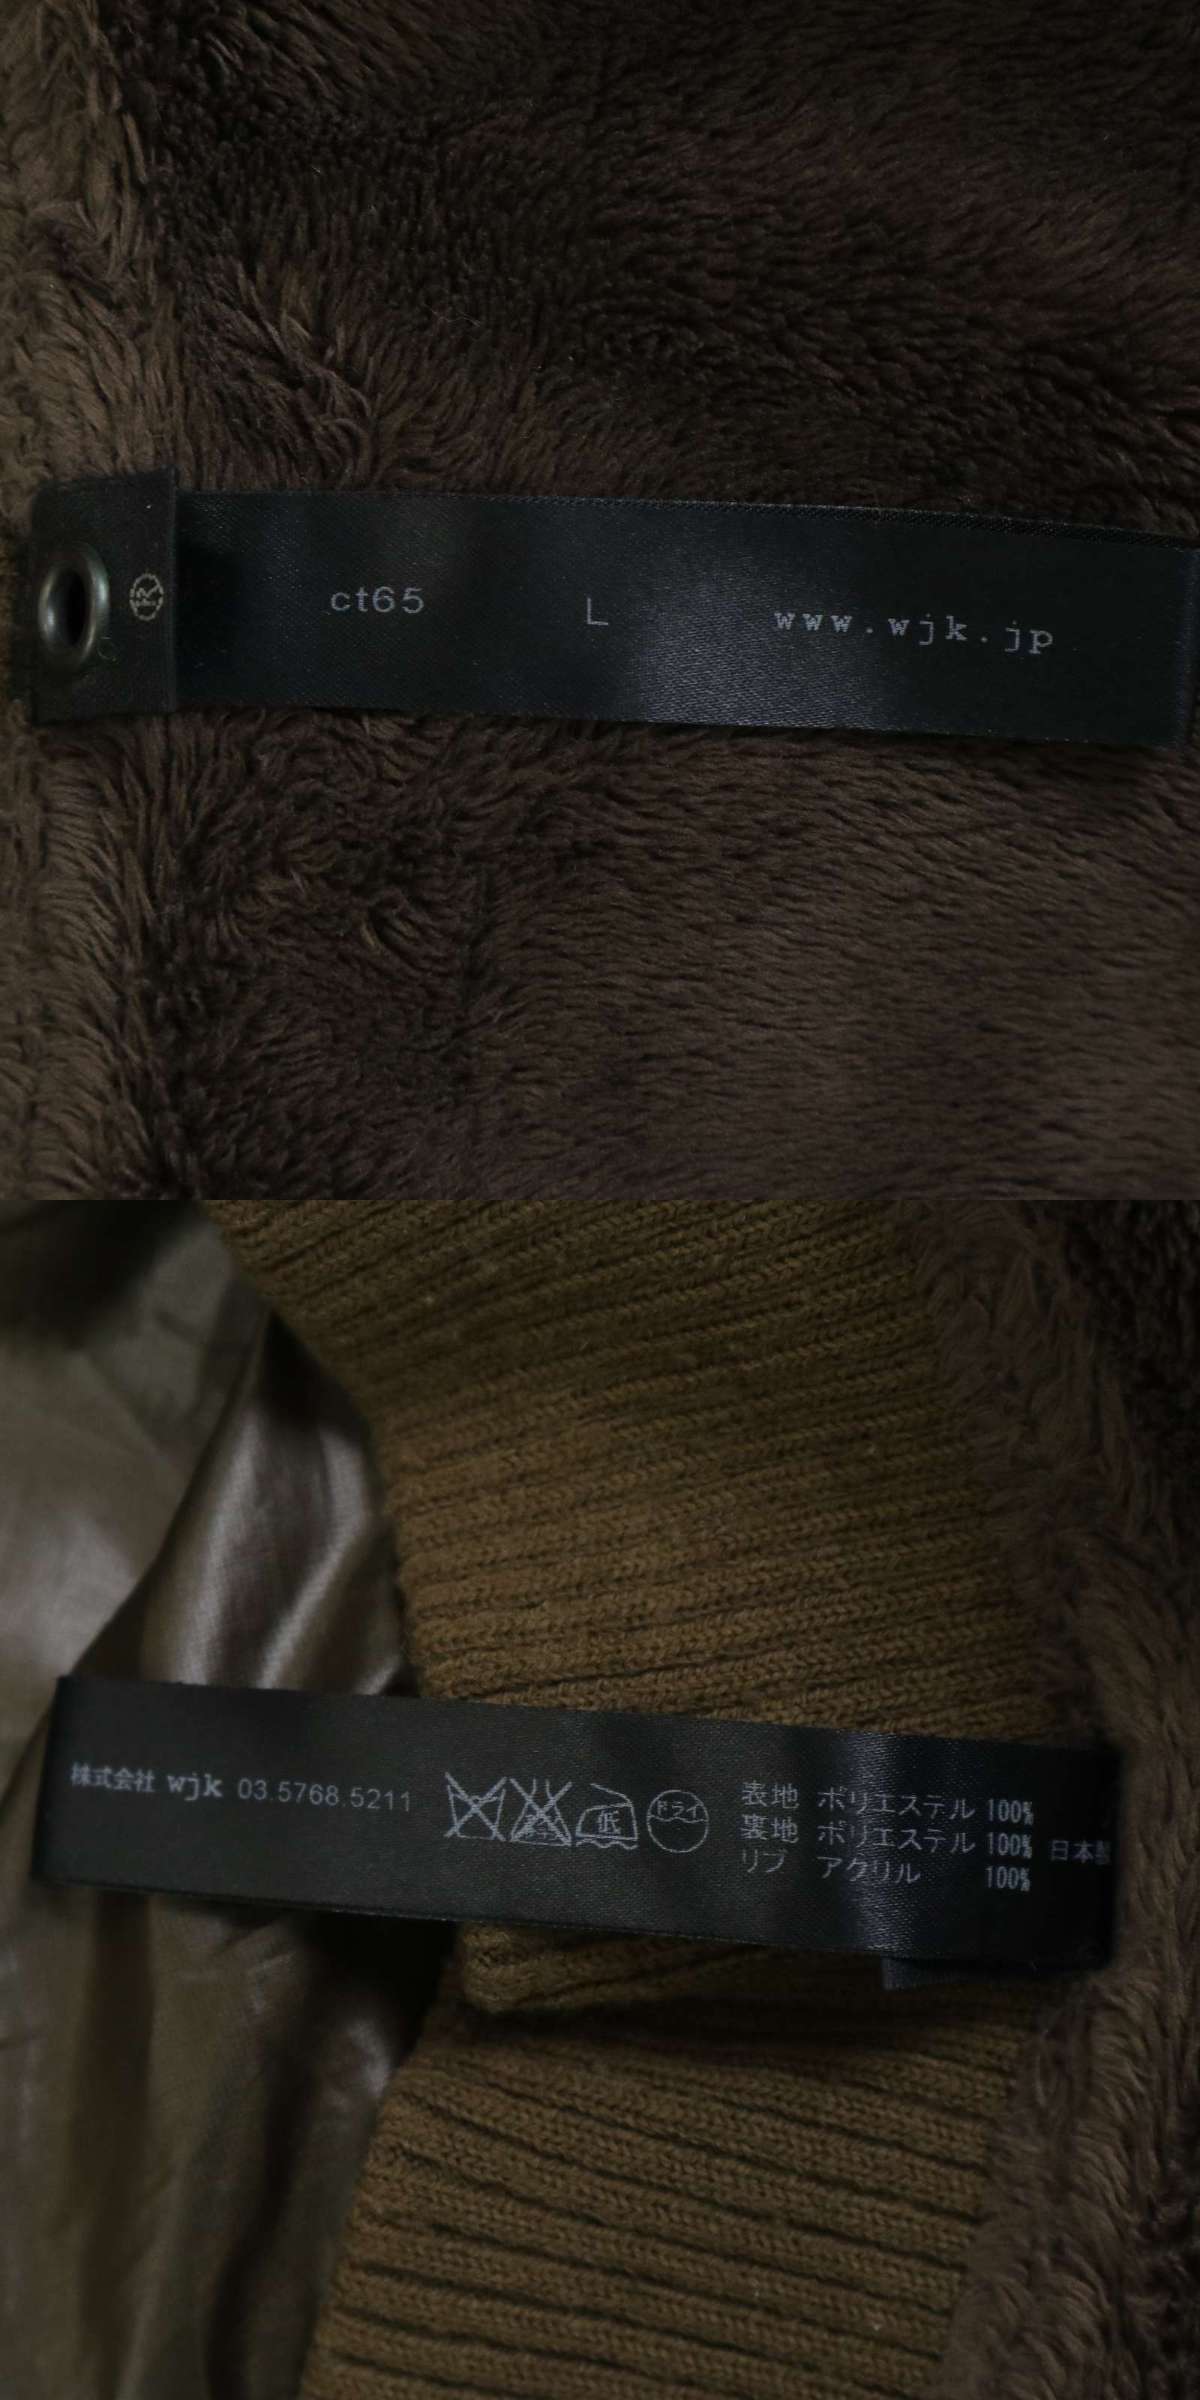 ®
ct65 L www.wjk.jp
株式会社 wjk 03.5768.5211
低 ドライ
表地 ポリエステル 100%
裏地 ポリエステル 100% 日本製
リブ アクリル 100%